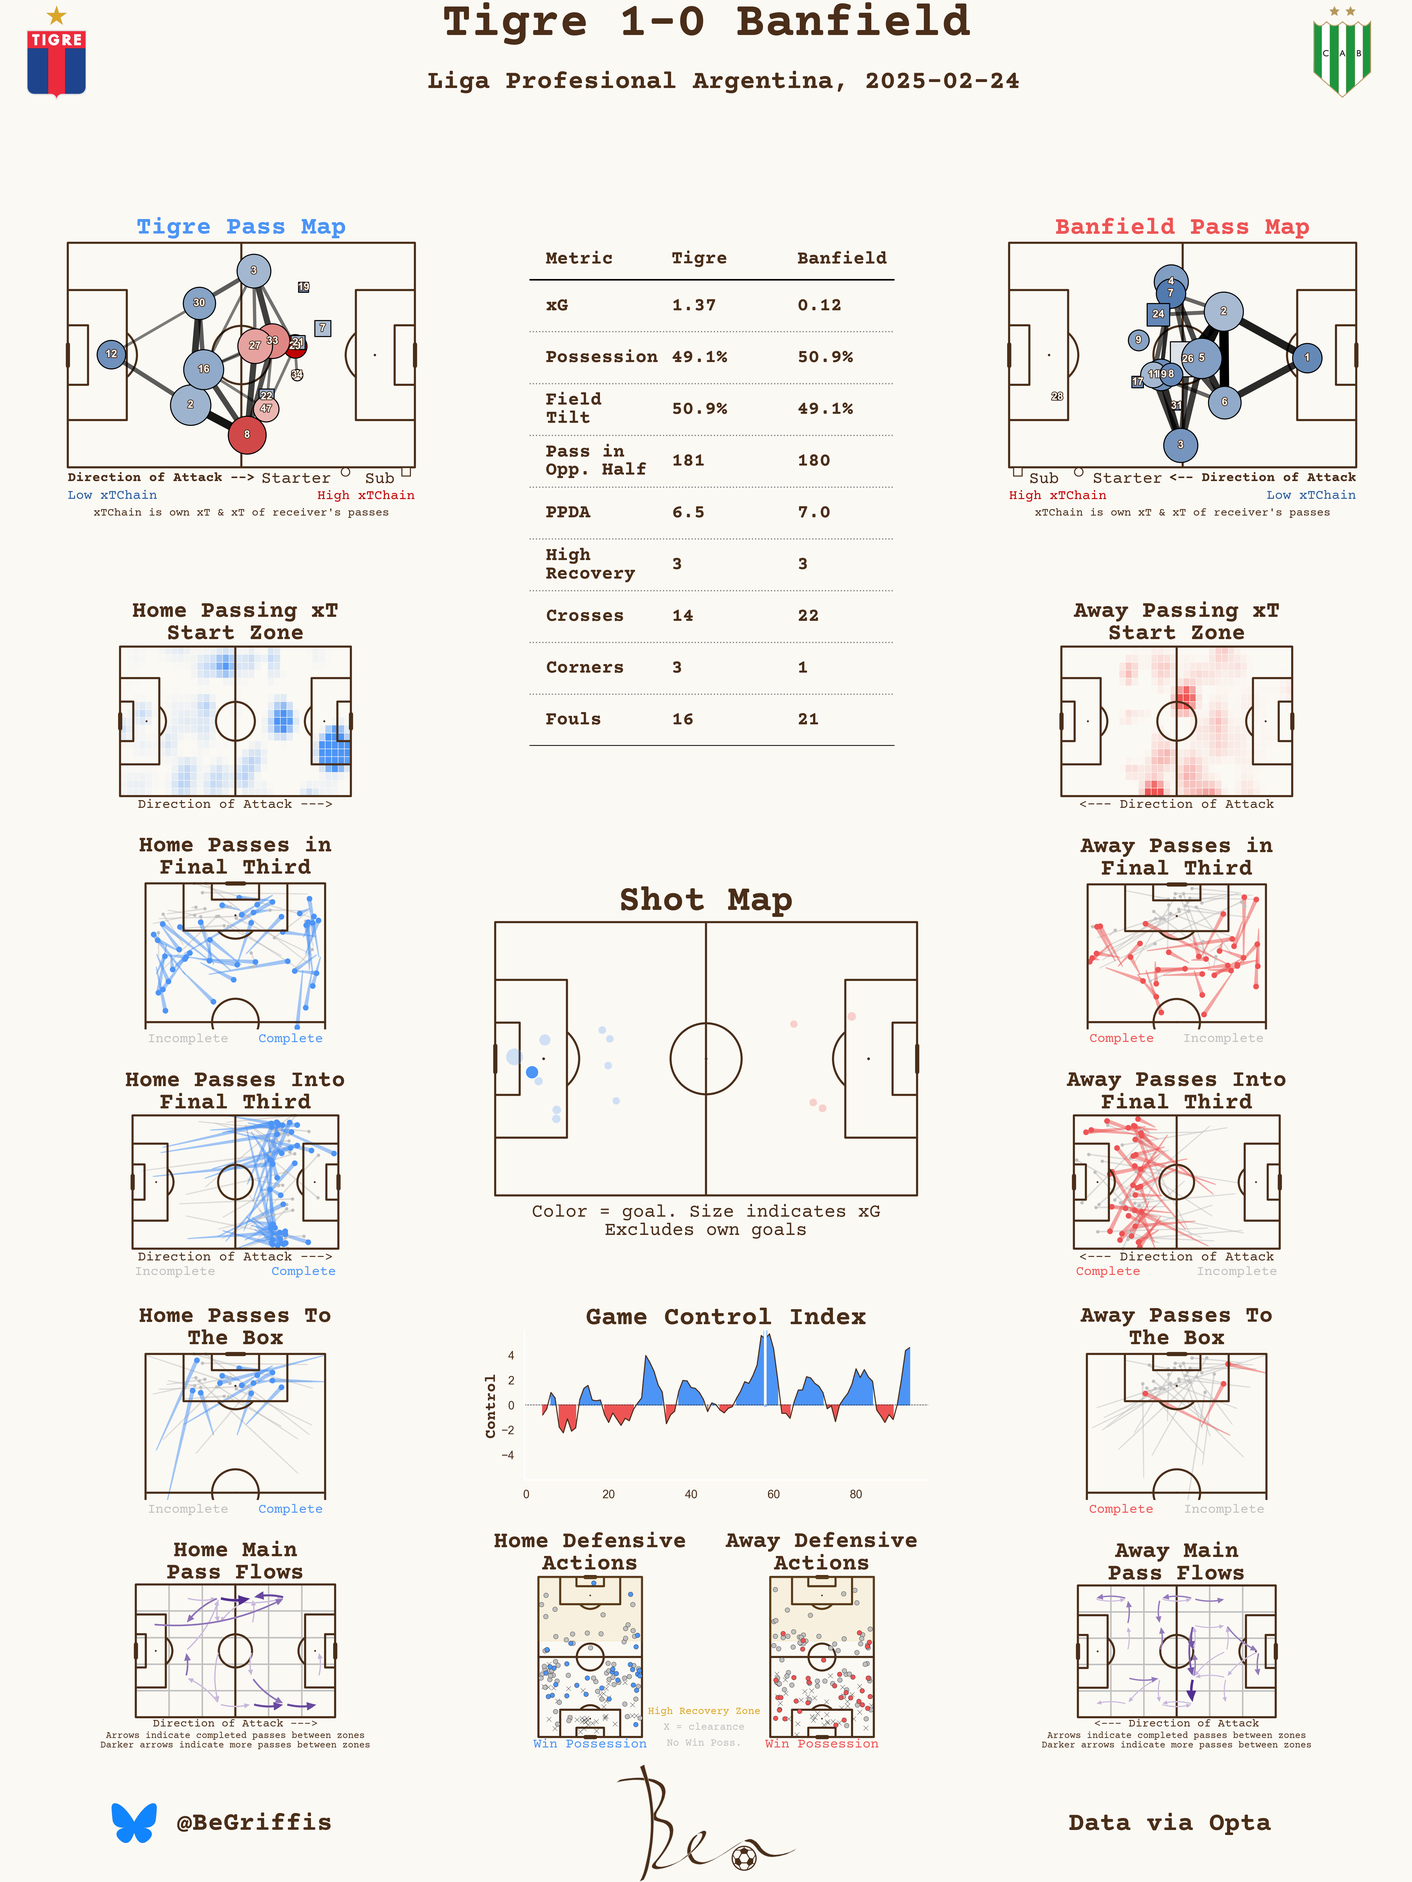 Tigre 1-0 Banfield
Liga Profesional Argentina, 2025-02-24
TIGRE
C A B
Tigre Pass Map
3
19
30
7
12
27
33
21
16
34
22
2
47
8
Direction of Attack -->
Starter
Sub
Low xTChain
High xTChain
xTChain is own xT & xT of receiver's passes
Metric Tigre Banfield
xG 1.37 0.12
Possession 49.1% 50.9%
Field
Tilt 50.9% 49.1%
Pass in
Opp. Half 181 180
PPDA 6.5 7.0
High
Recovery 3 3
Crosses 14 22
Corners 3 1
Fouls 16 21
Banfield Pass Map
4
7
24
2
9
26
5
1
11
19
8
17
28
31
6
3
Sub
Starter
<-- Direction of Attack
High xTChain
Low xTChain
xTChain is own xT & xT of receiver's passes
Home Passing xT
Start Zone
Direction of Attack --->
Away Passing xT
Start Zone
<--- Direction of Attack
Home Passes in
Final Third
Incomplete
Complete
Away Passes in
Final Third
Complete
Incomplete
Shot Map
Color = goal. Size indicates xG
Excludes own goals
Home Passes Into
Final Third
Direction of Attack --->
Incomplete
Complete
Away Passes Into
Final Third
<--- Direction of Attack
Complete
Incomplete
Home Passes To
The Box
Incomplete
Complete
Game Control Index
Control
4
2
0
−2
−4
0 20 40 60 80
Away Passes To
The Box
Complete
Incomplete
Home Main
Pass Flows
Direction of Attack --->
Arrows indicate completed passes between zones
Darker arrows indicate more passes between zones
Home Defensive
Actions
Win Possession
High Recovery Zone
X = clearance
No Win Poss.
Away Defensive
Actions
Win Possession
Away Main
Pass Flows
<--- Direction of Attack
Arrows indicate completed passes between zones
Darker arrows indicate more passes between zones
@BeGriffis
Ben
Data via Opta